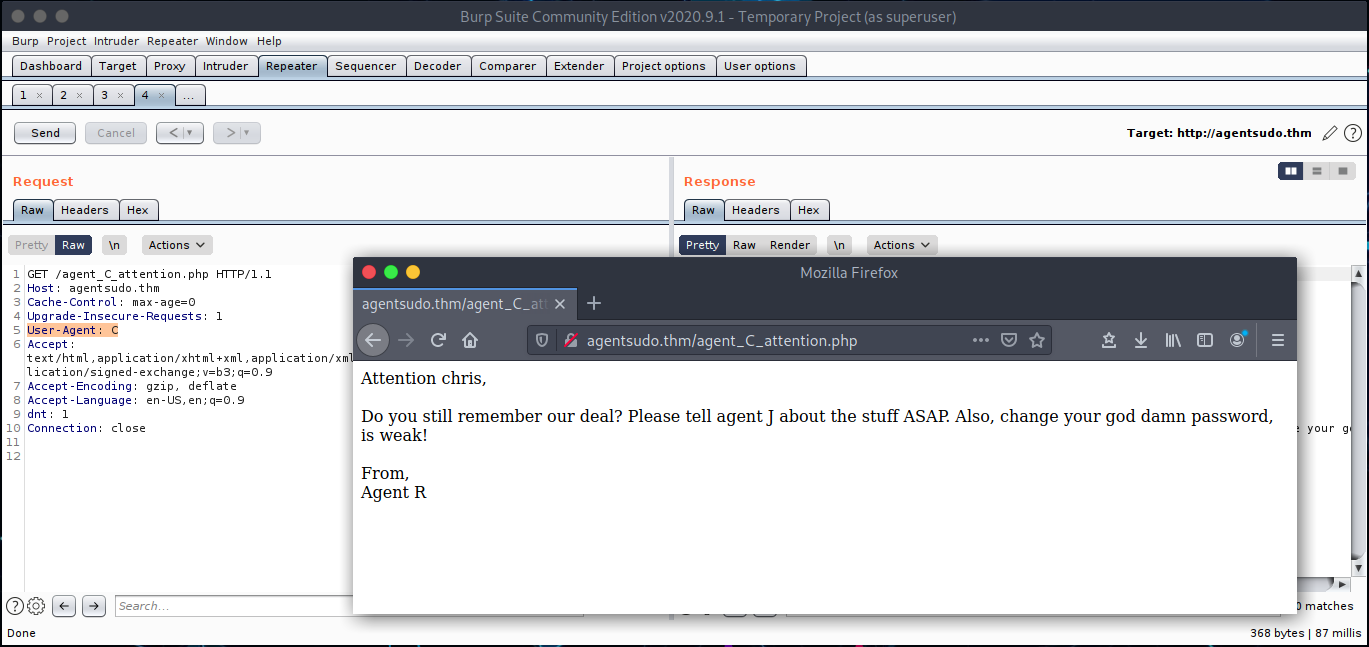 Burp Suite Community Edition v2020.9.1 - Temporary Project (as superuser)
Burp Project Intruder Repeater Window Help
Dashboard Target Proxy Intruder Repeater Sequencer Decoder Comparer Extender Project options User options
1 × 2 × 3 × 4 × ...
Send Cancel < > Target: http://agentsudo.thm
Request
Response
Raw Headers Hex
Raw Headers Hex
Pretty Raw \n Actions
Pretty Raw Render \n Actions
1 GET /agent_C_attention.php HTTP/1.1
2 Host: agentsudo.thm
3 Cache-Control: max-age=0
4 Upgrade-Insecure-Requests: 1
5 User-Agent: C
6 Accept:
text/html,application/xhtml+xml,application/xml
lication/signed-exchange;v=b3;q=0.9
7 Accept-Encoding: gzip, deflate
8 Accept-Language: en-US,en;q=0.9
9 dnt: 1
10 Connection: close
11
12
Mozilla Firefox
agentsudo.thm/agent_C_att
agentsudo.thm/agent_C_attention.php
Attention chris,
Do you still remember our deal? Please tell agent J about the stuff ASAP. Also, change your god damn password,
is weak!
From,
Agent R
your
Search...
0 matches
Done
368 bytes | 87 millis